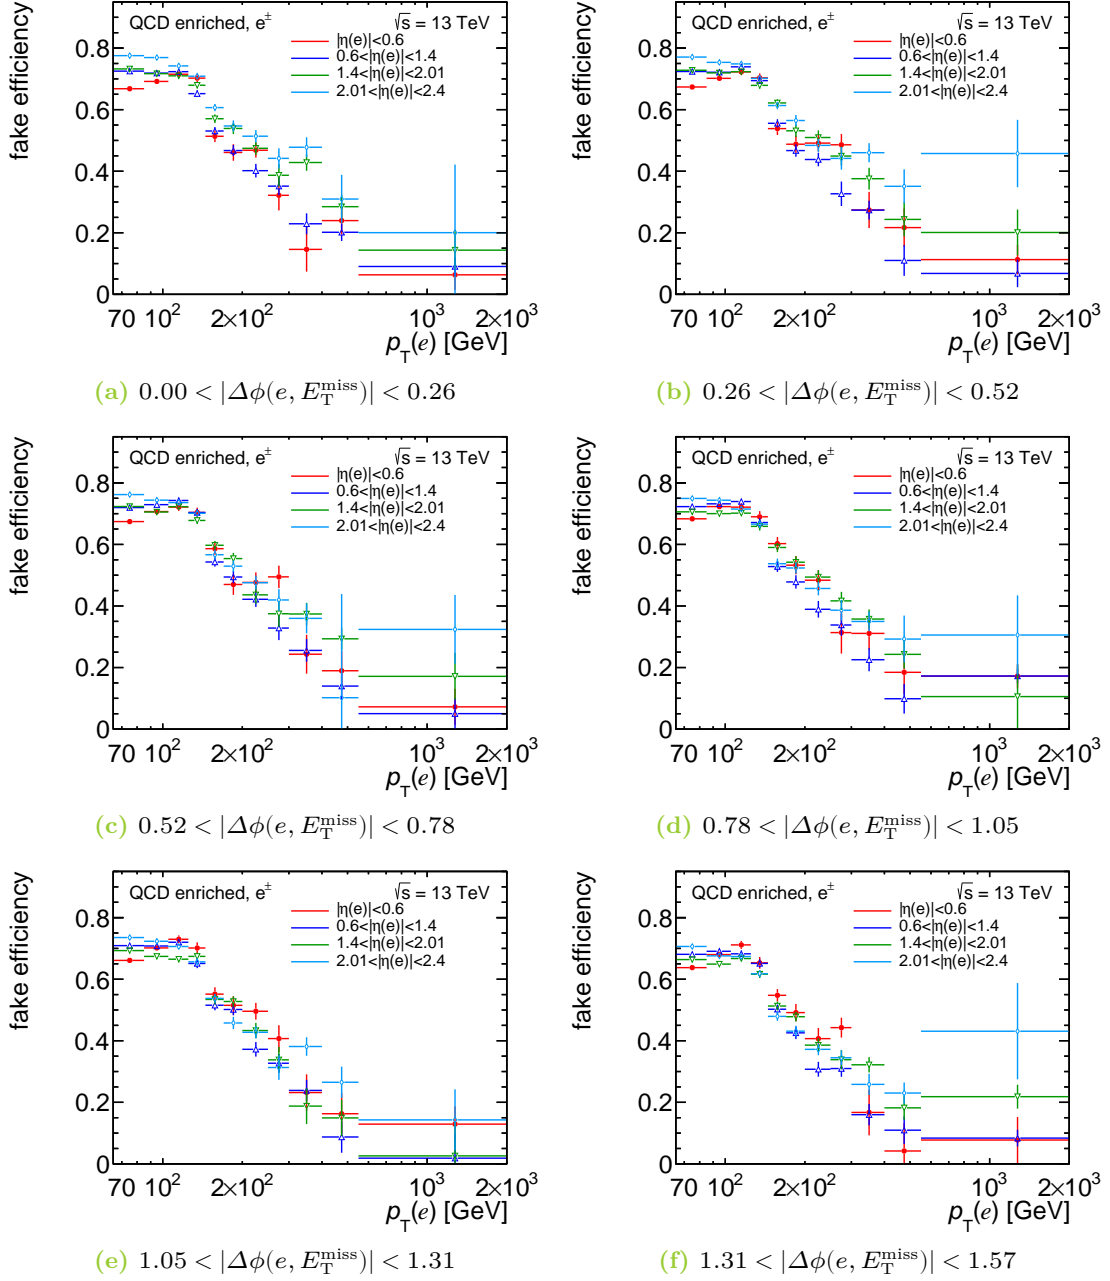 fake efficiency
QCD enriched, e±
√s = 13 TeV
|η(e)|<0.6
0.6<|η(e)|<1.4
1.4<|η(e)|<2.01
2.01<|η(e)|<2.4
0.8
0.6
0.4
0.2
0
70 10² 2×10² 10³ 2×10³
p_T(e) [GeV]
(a) 0.00 < |Δϕ(e, E_T^miss)| < 0.26
fake efficiency
QCD enriched, e±
√s = 13 TeV
|η(e)|<0.6
0.6<|η(e)|<1.4
1.4<|η(e)|<2.01
2.01<|η(e)|<2.4
0.8
0.6
0.4
0.2
0
70 10² 2×10² 10³ 2×10³
p_T(e) [GeV]
(b) 0.26 < |Δϕ(e, E_T^miss)| < 0.52
fake efficiency
QCD enriched, e±
√s = 13 TeV
|η(e)|<0.6
0.6<|η(e)|<1.4
1.4<|η(e)|<2.01
2.01<|η(e)|<2.4
0.8
0.6
0.4
0.2
0
70 10² 2×10² 10³ 2×10³
p_T(e) [GeV]
(c) 0.52 < |Δϕ(e, E_T^miss)| < 0.78
fake efficiency
QCD enriched, e±
√s = 13 TeV
|η(e)|<0.6
0.6<|η(e)|<1.4
1.4<|η(e)|<2.01
2.01<|η(e)|<2.4
0.8
0.6
0.4
0.2
0
70 10² 2×10² 10³ 2×10³
p_T(e) [GeV]
(d) 0.78 < |Δϕ(e, E_T^miss)| < 1.05
fake efficiency
QCD enriched, e±
√s = 13 TeV
|η(e)|<0.6
0.6<|η(e)|<1.4
1.4<|η(e)|<2.01
2.01<|η(e)|<2.4
0.8
0.6
0.4
0.2
0
70 10² 2×10² 10³ 2×10³
p_T(e) [GeV]
(e) 1.05 < |Δϕ(e, E_T^miss)| < 1.31
fake efficiency
QCD enriched, e±
√s = 13 TeV
|η(e)|<0.6
0.6<|η(e)|<1.4
1.4<|η(e)|<2.01
2.01<|η(e)|<2.4
0.8
0.6
0.4
0.2
0
70 10² 2×10² 10³ 2×10³
p_T(e) [GeV]
(f) 1.31 < |Δϕ(e, E_T^miss)| < 1.57